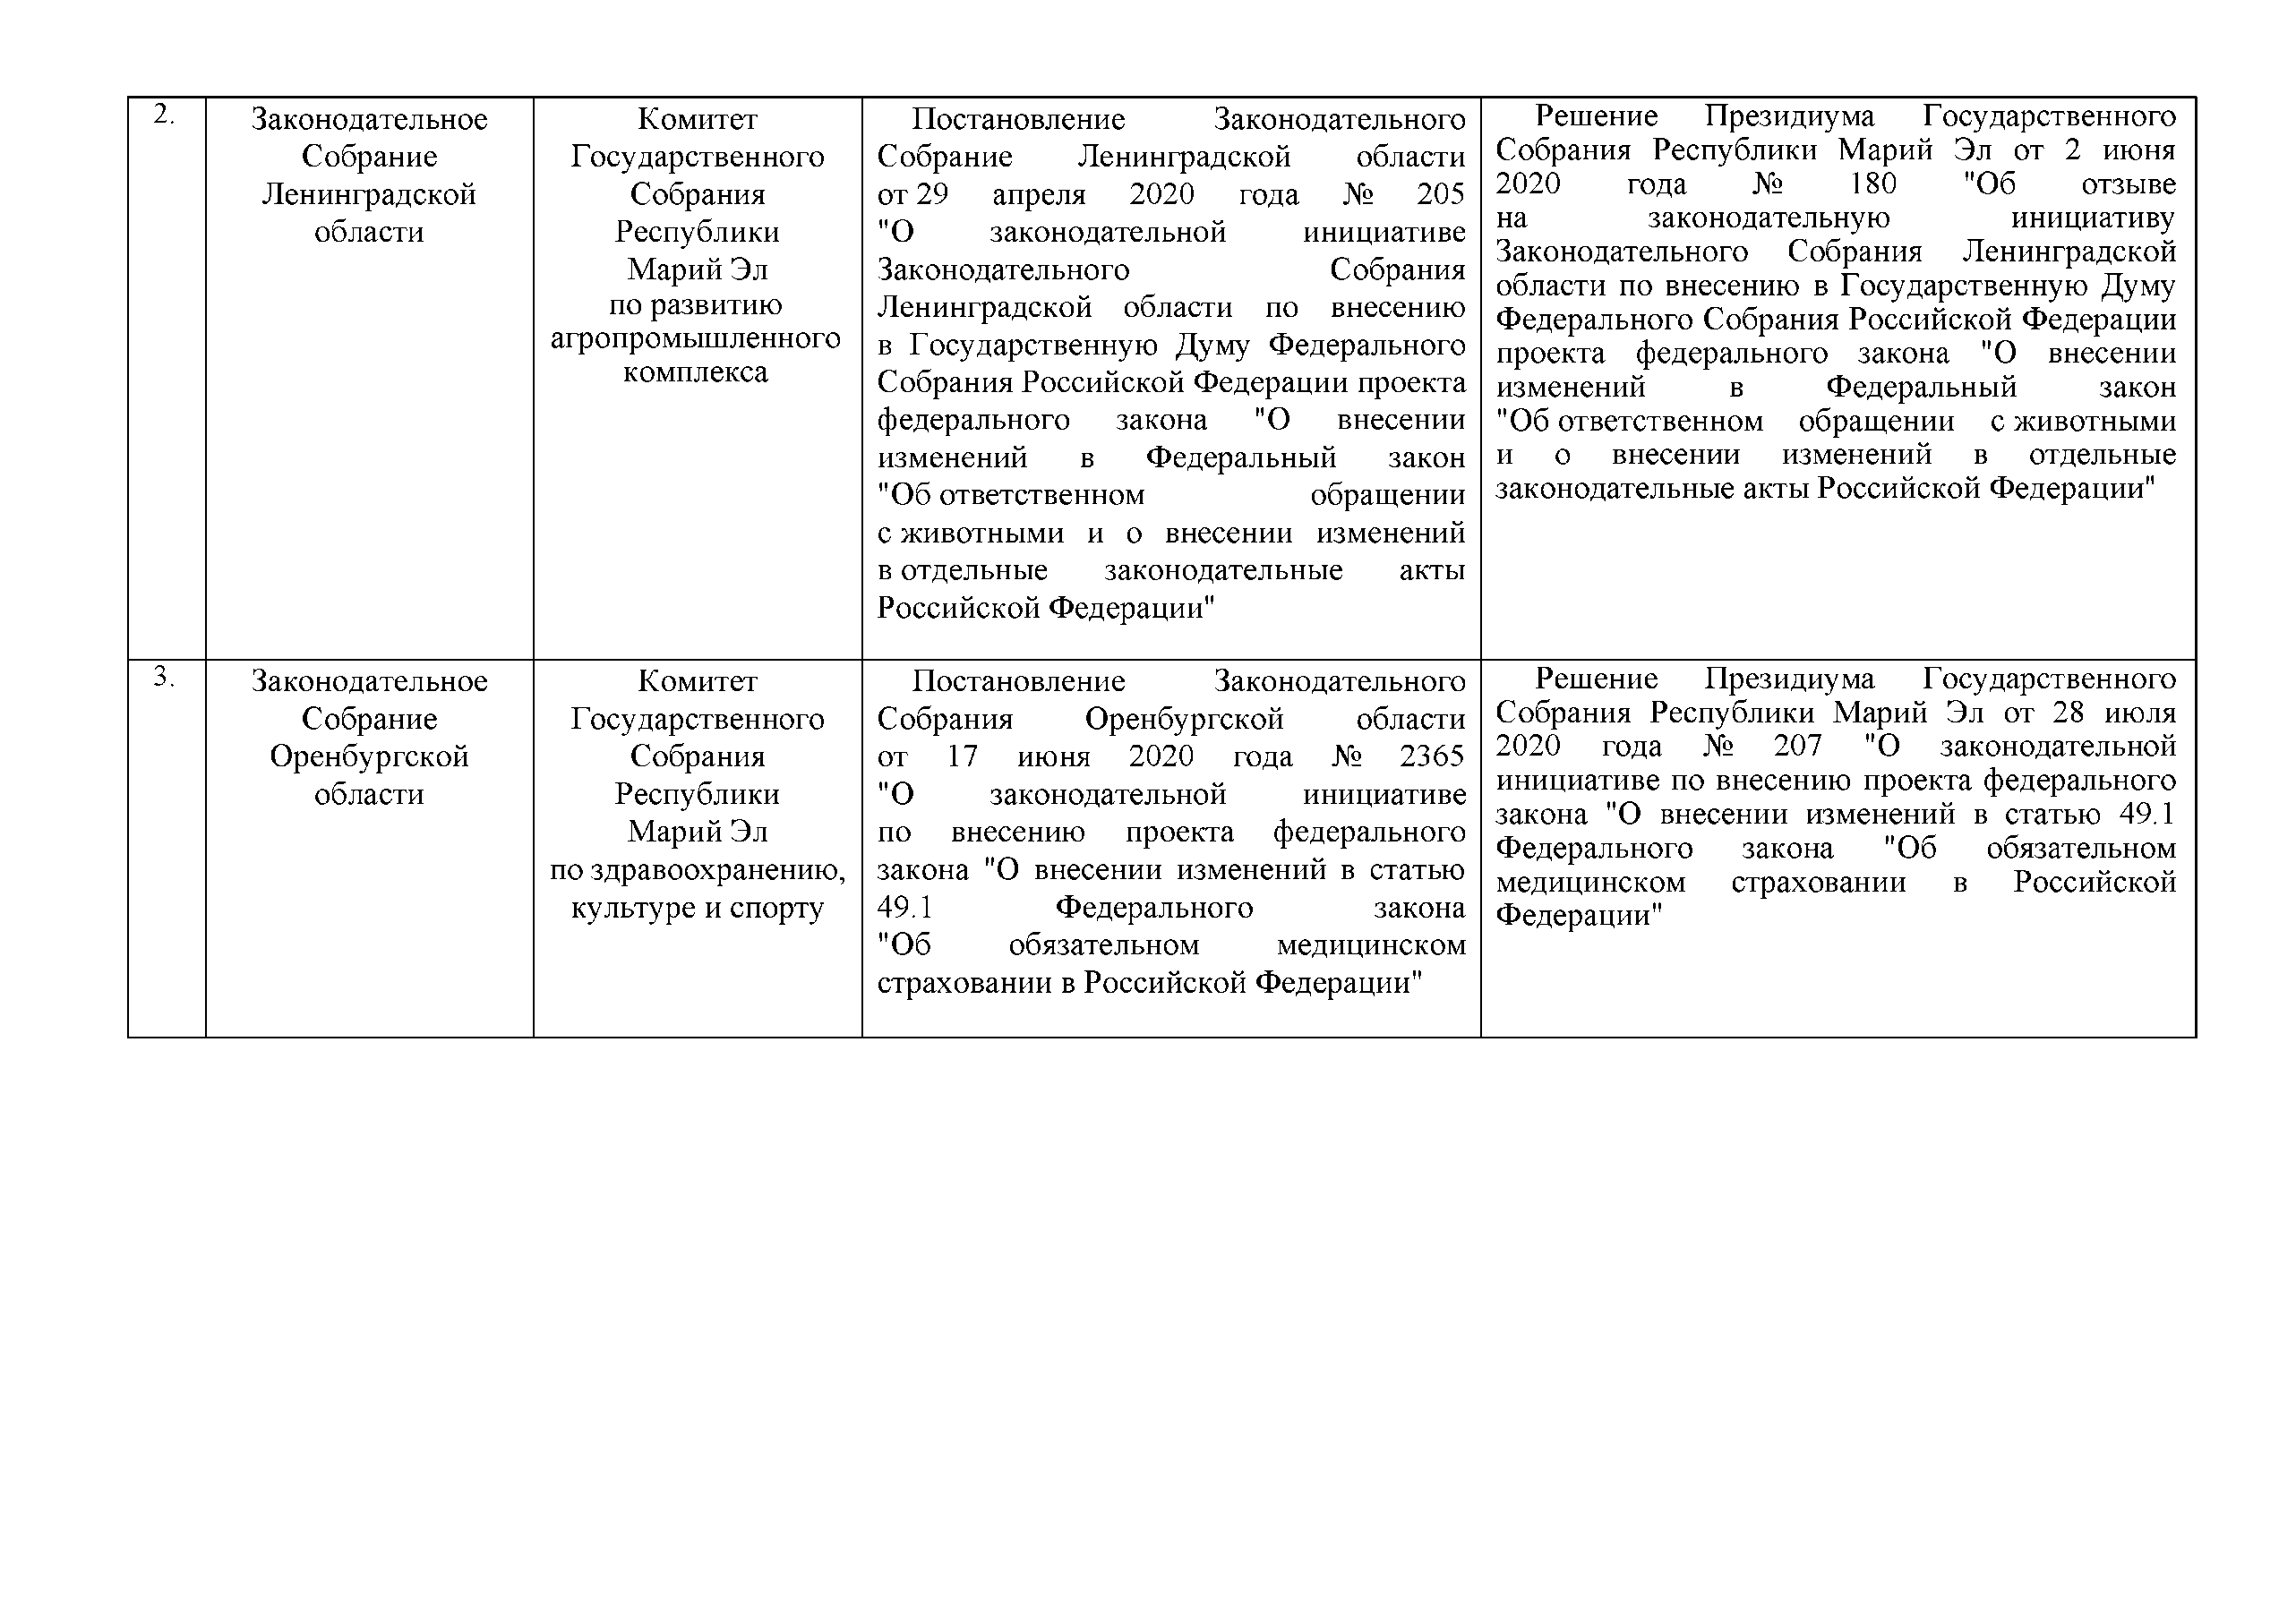 2.
Законодательное
Собрание
Ленинградской
области
Комитет
Государственного
Собрания
Республики
Марий Эл
по развитию
агропромышленного
комплекса
Постановление Законодательного
Собрание Ленинградской области
от 29 апреля 2020 года № 205
"О законодательной инициативе
Законодательного Собрания
Ленинградской области по внесению
в Государственную Думу Федерального
Собрания Российской Федерации проекта
федерального закона "О внесении
изменений в Федеральный закон
"Об ответственном обращении
с животными и о внесении изменений
в отдельные законодательные акты
Российской Федерации"
Решение Президиума Государственного
Собрания Республики Марий Эл от 2 июня
2020 года № 180 "Об отзыве
на законодательную инициативу
Законодательного Собрания Ленинградской
области по внесению в Государственную Думу
Федерального Собрания Российской Федерации
проекта федерального закона "О внесении
изменений в Федеральный закон
"Об ответственном обращении с животными
и о внесении изменений в отдельные
законодательные акты Российской Федерации"
3.
Законодательное
Собрание
Оренбургской
области
Комитет
Государственного
Собрания
Республики
Марий Эл
по здравоохранению,
культуре и спорту
Постановление Законодательного
Собрания Оренбургской области
от 17 июня 2020 года № 2365
"О законодательной инициативе
по внесению проекта федерального
закона "О внесении изменений в статью
49.1 Федерального закона
"Об обязательном медицинском
страховании в Российской Федерации"
Решение Президиума Государственного
Собрания Республики Марий Эл от 28 июля
2020 года № 207 "О законодательной
инициативе по внесению проекта федерального
закона "О внесении изменений в статью 49.1
Федерального закона "Об обязательном
медицинском страховании в Российской
Федерации"